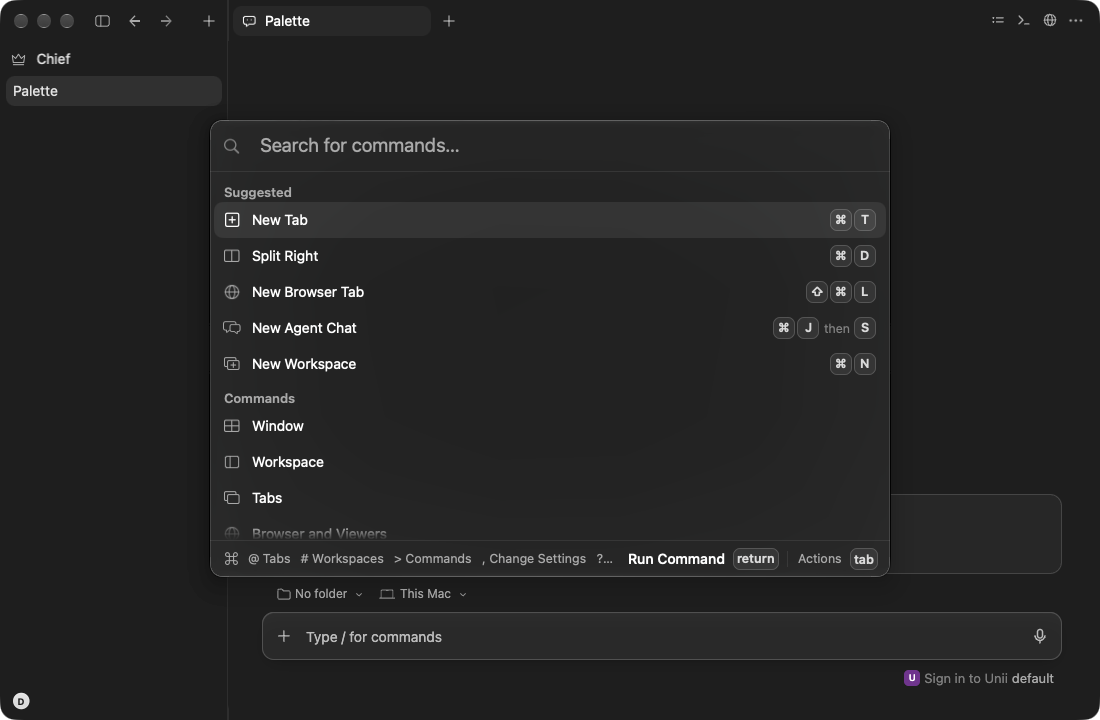 Palette
Chief
Palette
Search for commands...
Suggested
New Tab ⌘ T
Split Right ⌘ D
New Browser Tab ⇧ ⌘ L
New Agent Chat ⌘ J then S
New Workspace ⌘ N
Commands
Window
Workspace
Tabs
Browser and Viewers
⌘ @ Tabs # Workspaces > Commands , Change Settings ?... Run Command return Actions tab
No folder This Mac
Type / for commands
U Sign in to Unii default
D